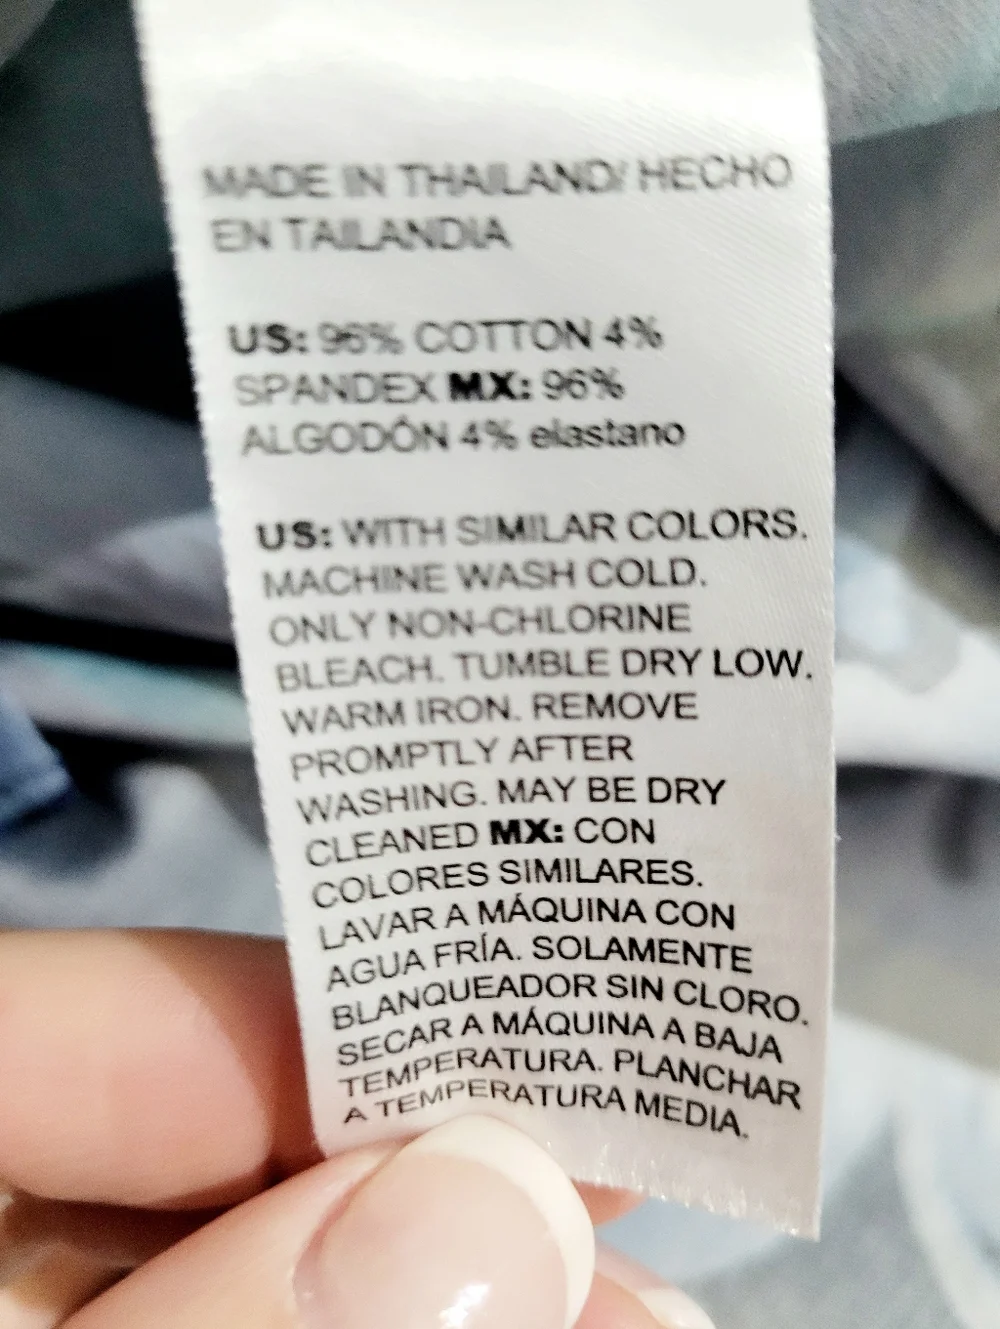 MADE IN THAILAND/ HECHO
EN TAILANDIA
US: 96% COTTON 4%
SPANDEX MX: 96%
ALGODÓN 4% elastano
US: WITH SIMILAR COLORS.
MACHINE WASH COLD.
ONLY NON-CHLORINE
BLEACH. TUMBLE DRY LOW.
WARM IRON. REMOVE
PROMPTLY AFTER
WASHING. MAY BE DRY
CLEANED MX: CON
COLORES SIMILARES.
LAVAR A MÁQUINA CON
AGUA FRÍA. SOLAMENTE
BLANQUEADOR SIN CLORO.
SECAR A MÁQUINA A BAJA
TEMPERATURA. PLANCHAR
A TEMPERATURA MEDIA.